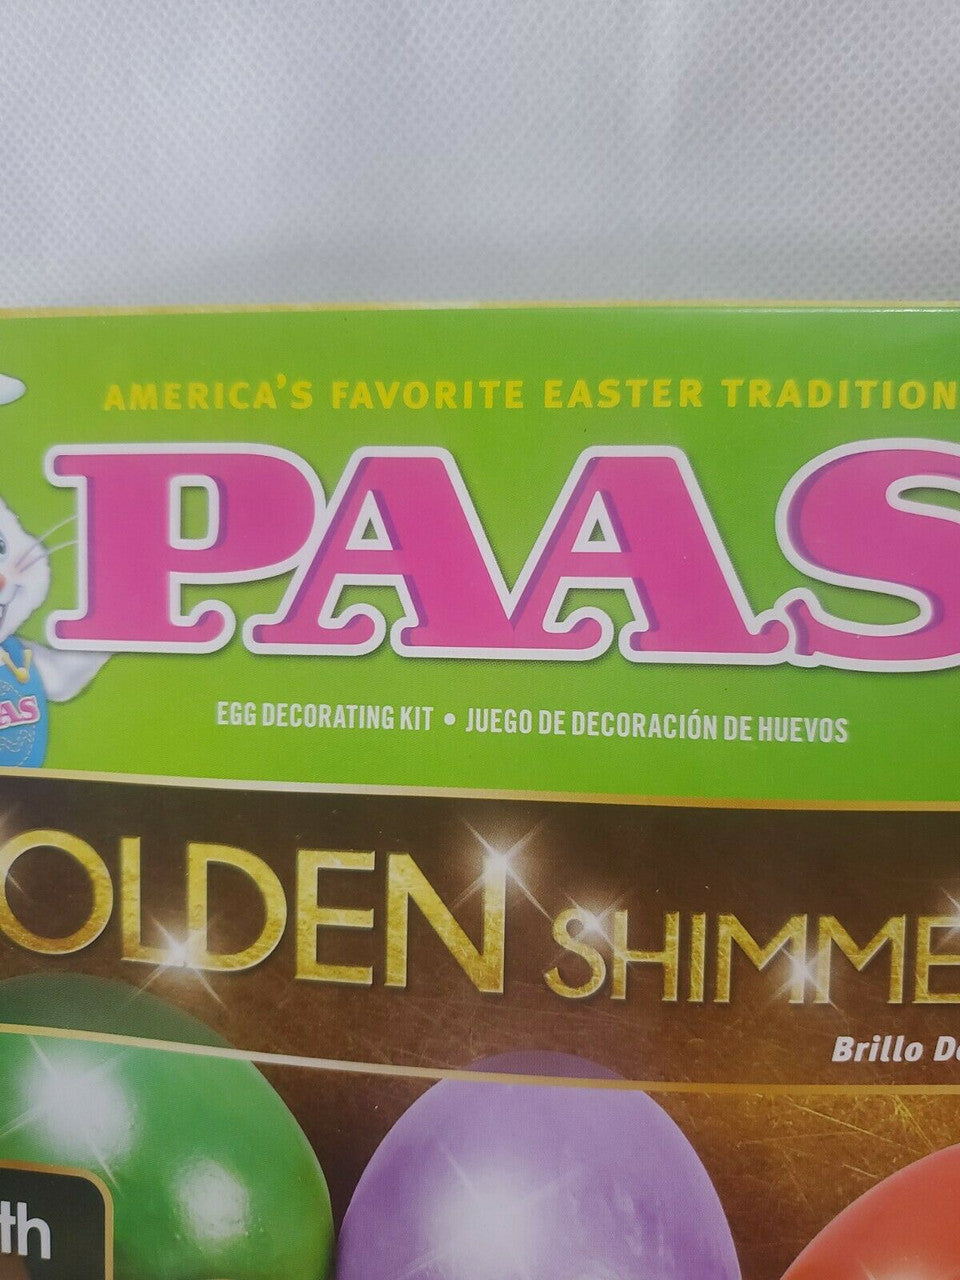 AMERICA'S FAVORITE EASTER TRADITION
PAAS
EGG DECORATING KIT • JUEGO DE DECORACIÓN DE HUEVOS
OLDEN SHIMME
Brillo
th